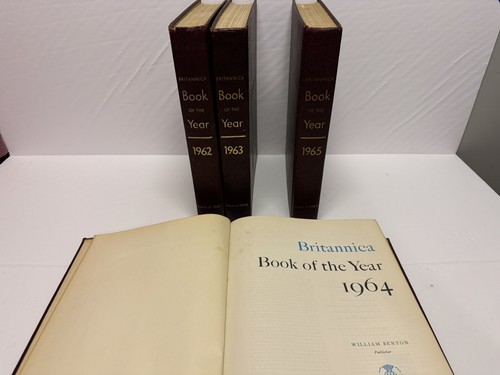 BRITANNICA
Book
OF THE
Year
1962
BRITANNICA
Book
OF THE
Year
1963
BRITANNICA
Book
OF THE
Year
1965
Britannica
Book of the Year
1964
WILLIAM BENTON
Publisher